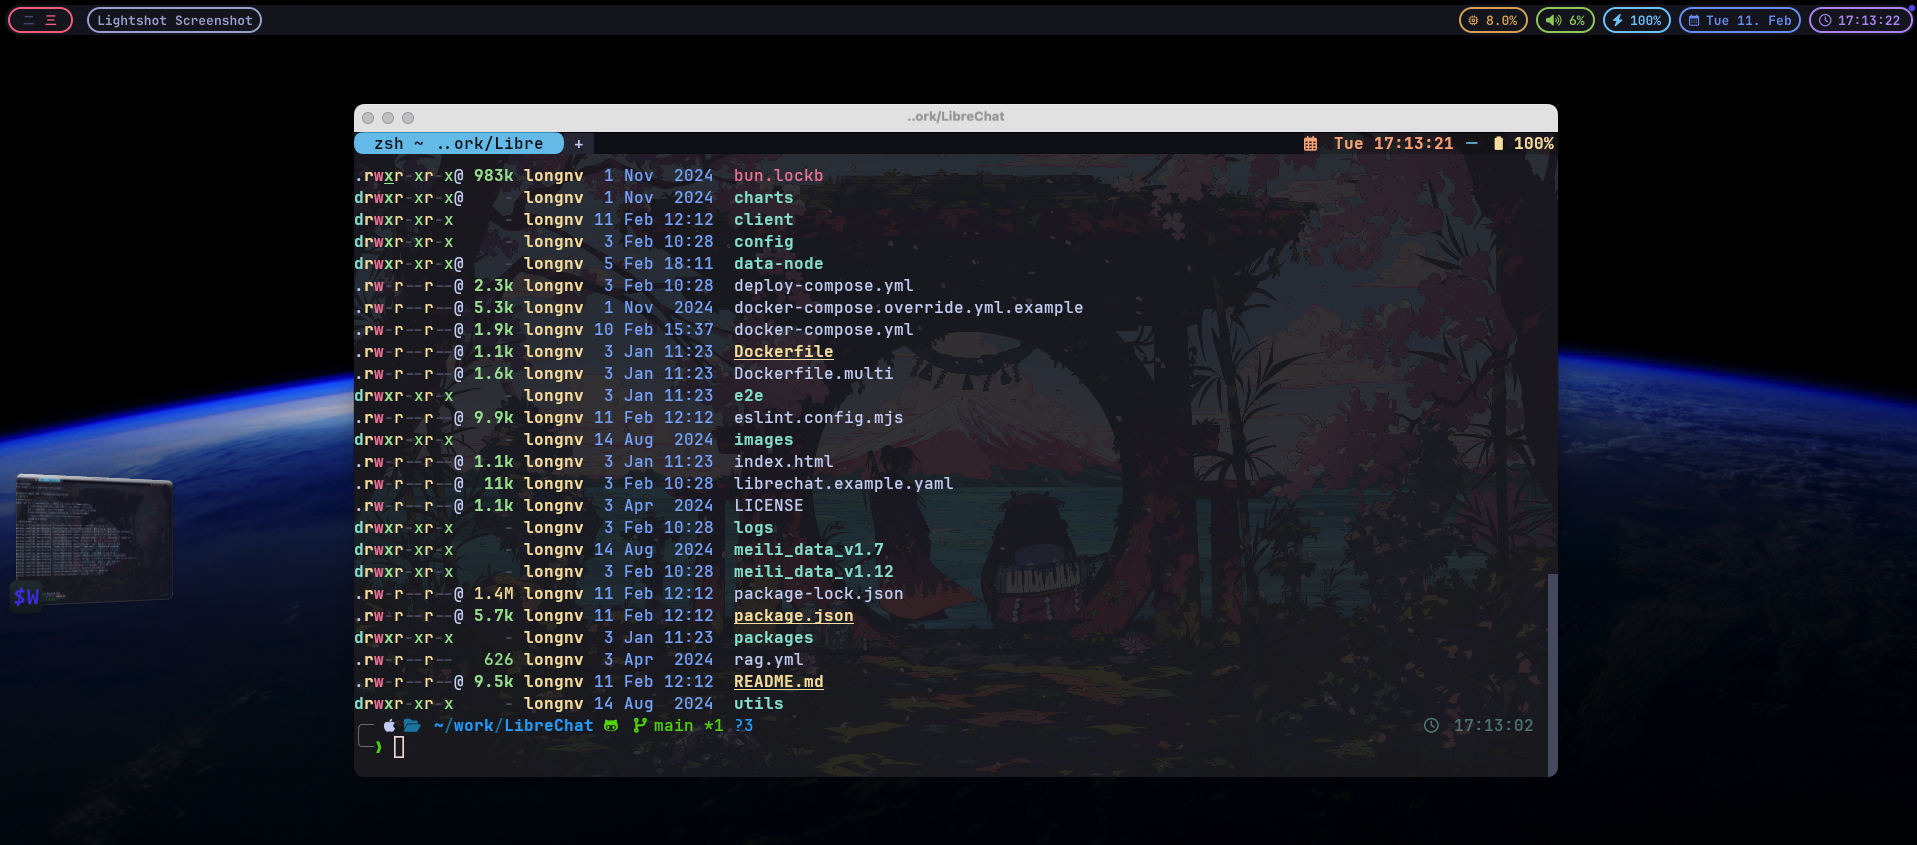 二 三 Lightshot Screenshot 8.0% 6% 100% Tue 11. Feb 17:13:22
..ork/LibreChat
zsh ~ ..ork/Libre + Tue 17:13:21 — 100%
.rwxr-xr-x@ 983k longnv 1 Nov 2024 bun.lockb
drwxr-xr-x@ - longnv 1 Nov 2024 charts
drwxr-xr-x - longnv 11 Feb 12:12 client
drwxr-xr-x - longnv 3 Feb 10:28 config
drwxr-xr-x@ - longnv 5 Feb 18:11 data-node
.rw-r--r--@ 2.3k longnv 3 Feb 10:28 deploy-compose.yml
.rw-r--r--@ 5.3k longnv 1 Nov 2024 docker-compose.override.yml.example
.rw-r--r--@ 1.9k longnv 10 Feb 15:37 docker-compose.yml
.rw-r--r--@ 1.1k longnv 3 Jan 11:23 Dockerfile
.rw-r--r--@ 1.6k longnv 3 Jan 11:23 Dockerfile.multi
drwxr-xr-x - longnv 3 Jan 11:23 e2e
.rw-r--r--@ 9.9k longnv 11 Feb 12:12 eslint.config.mjs
drwxr-xr-x - longnv 14 Aug 2024 images
.rw-r--r--@ 1.1k longnv 3 Jan 11:23 index.html
.rw-r--r--@ 11k longnv 3 Feb 10:28 librechat.example.yaml
.rw-r--r--@ 1.1k longnv 3 Apr 2024 LICENSE
drwxr-xr-x - longnv 3 Feb 10:28 logs
drwxr-xr-x - longnv 14 Aug 2024 meili_data_v1.7
drwxr-xr-x - longnv 3 Feb 10:28 meili_data_v1.12
.rw-r--r--@ 1.4M longnv 11 Feb 12:12 package-lock.json
.rw-r--r--@ 5.7k longnv 11 Feb 12:12 package.json
drwxr-xr-x - longnv 3 Jan 11:23 packages
.rw-r--r-- 626 longnv 3 Apr 2024 rag.yml
.rw-r--r--@ 9.5k longnv 11 Feb 12:12 README.md
drwxr-xr-x - longnv 14 Aug 2024 utils
~/work/LibreChat main *1 ?3 17:13:02
$W